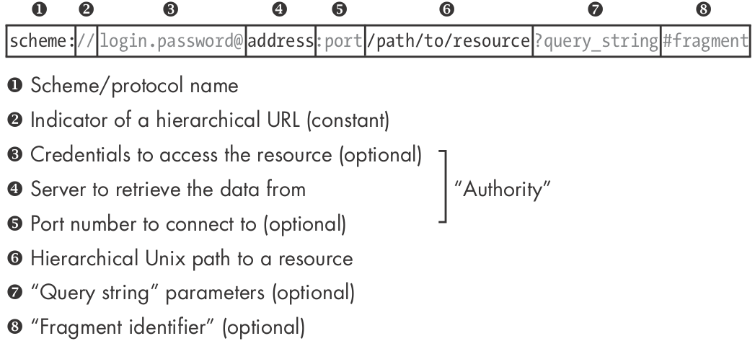 ❶ ❷ ❸ ❹ ❺ ❻ ❼ ❽
scheme://login.password@address:port/path/to/resource?query_string#fragment
❶ Scheme/protocol name
❷ Indicator of a hierarchical URL (constant)
❸ Credentials to access the resource (optional)
❹ Server to retrieve the data from “Authority”
❺ Port number to connect to (optional)
❻ Hierarchical Unix path to a resource
❼ “Query string” parameters (optional)
❽ “Fragment identifier” (optional)